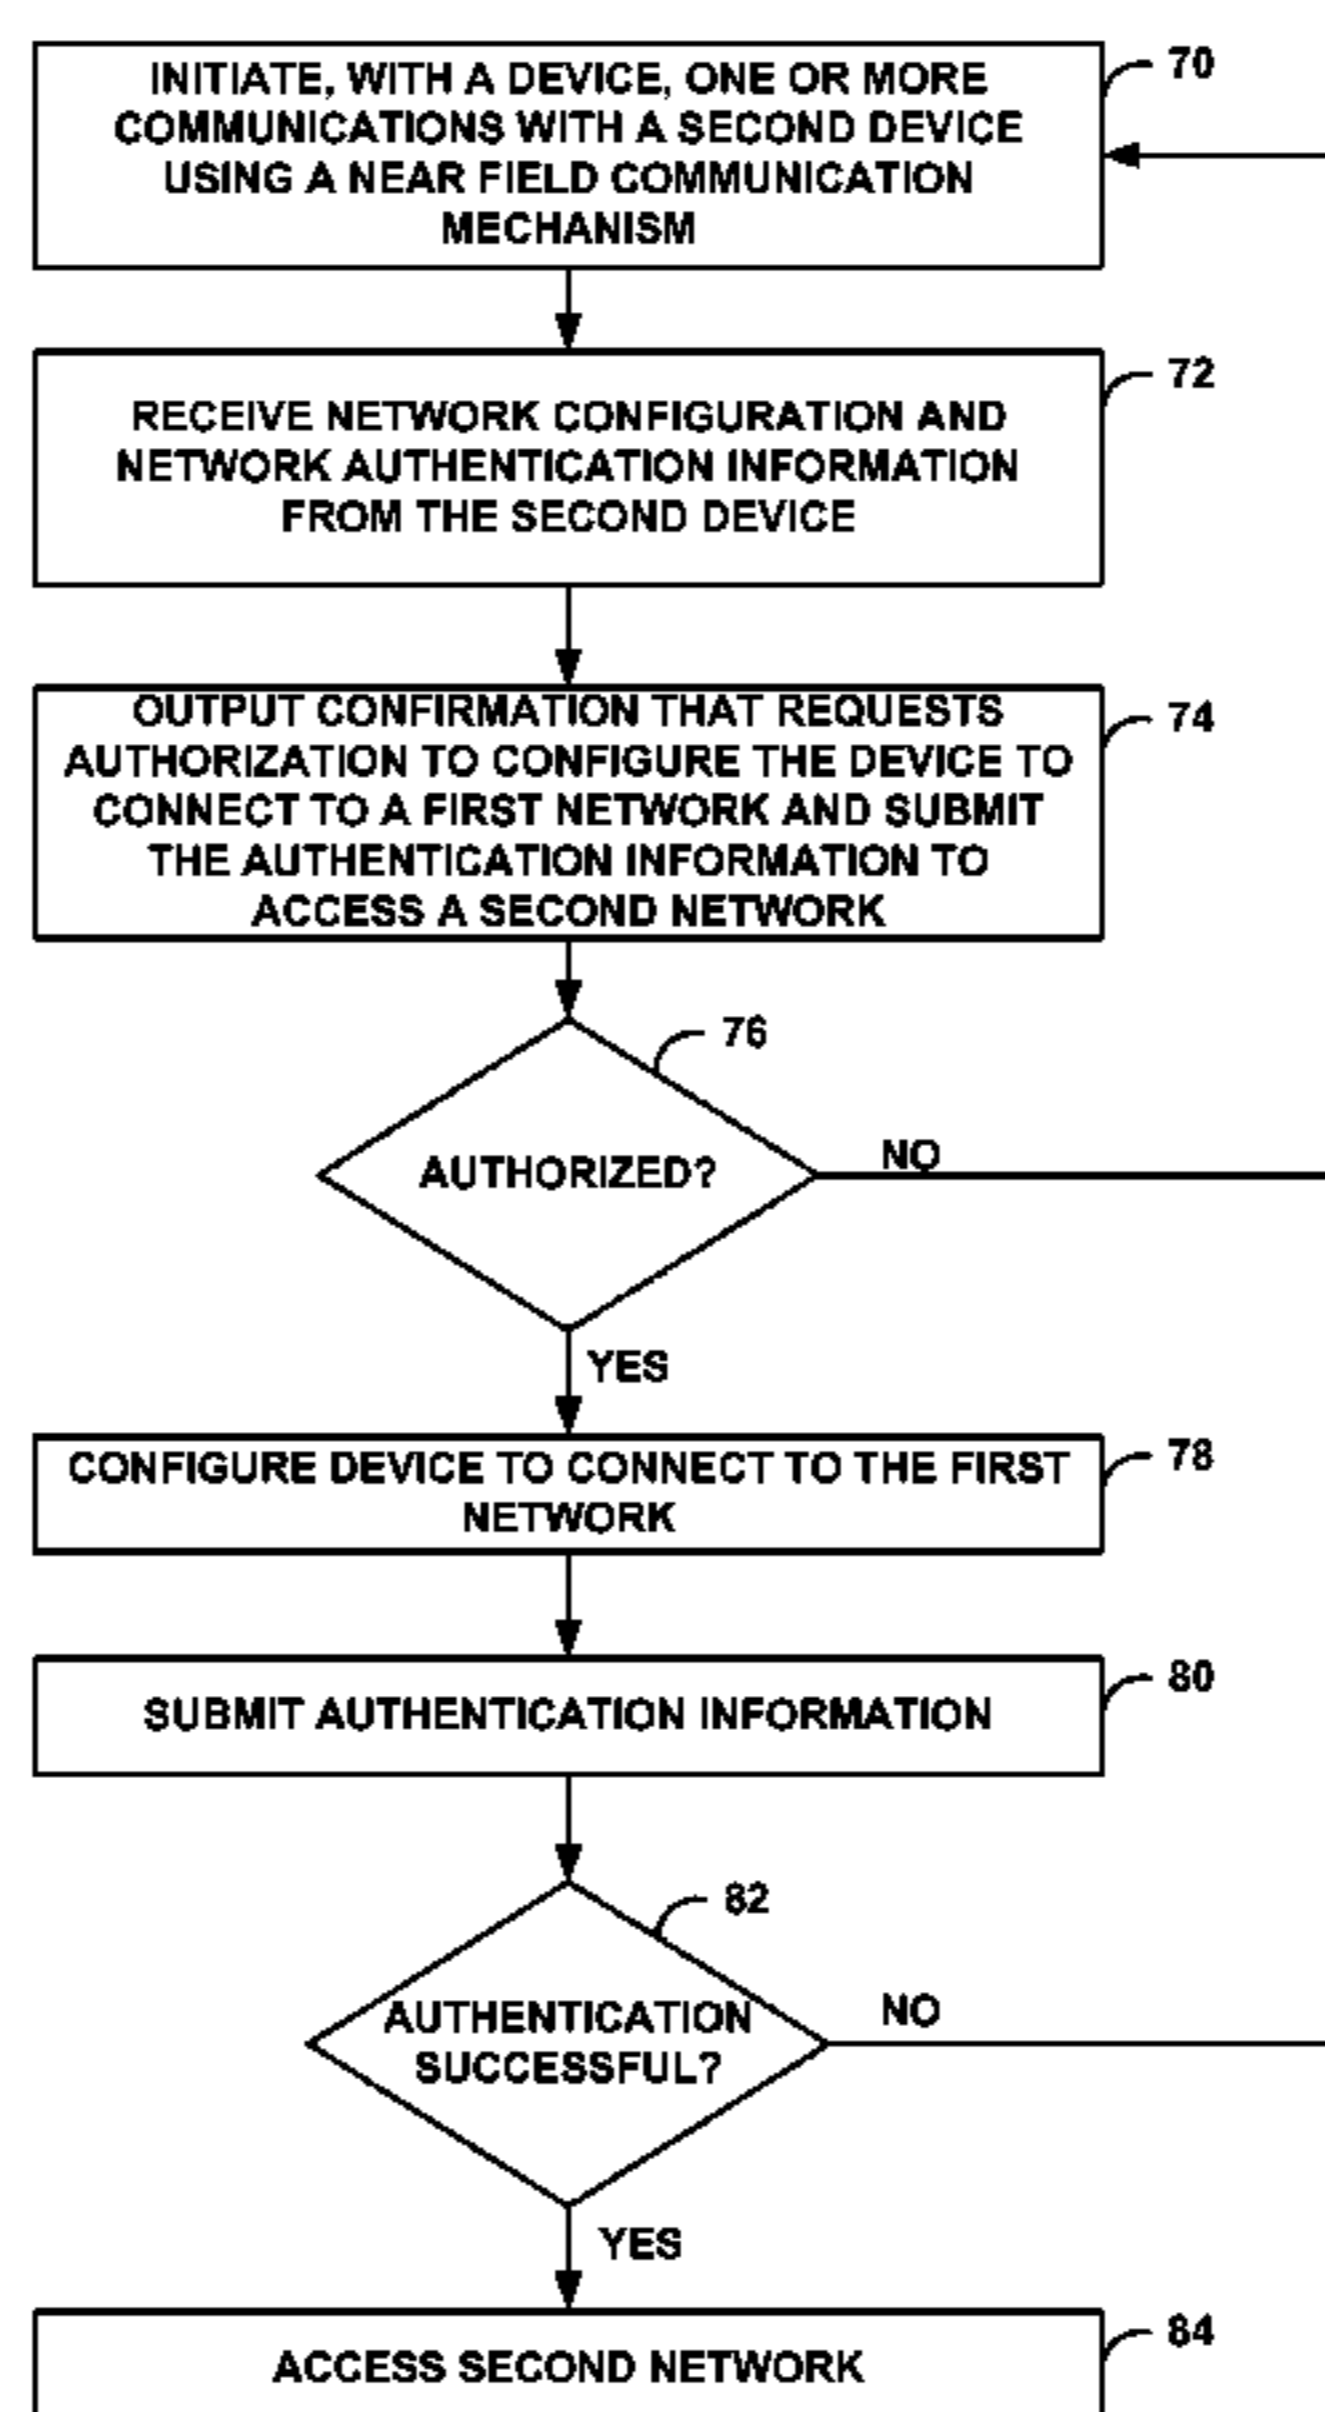 INITIATE, WITH A DEVICE, ONE OR MORE
COMMUNICATIONS WITH A SECOND DEVICE
USING A NEAR FIELD COMMUNICATION
MECHANISM
70
RECEIVE NETWORK CONFIGURATION AND
NETWORK AUTHENTICATION INFORMATION
FROM THE SECOND DEVICE
72
OUTPUT CONFIRMATION THAT REQUESTS
AUTHORIZATION TO CONFIGURE THE DEVICE TO
CONNECT TO A FIRST NETWORK AND SUBMIT
THE AUTHENTICATION INFORMATION TO
ACCESS A SECOND NETWORK
74
76
AUTHORIZED?
NO
YES
CONFIGURE DEVICE TO CONNECT TO THE FIRST
NETWORK
78
SUBMIT AUTHENTICATION INFORMATION
80
82
AUTHENTICATION
SUCCESSFUL?
NO
YES
ACCESS SECOND NETWORK
84